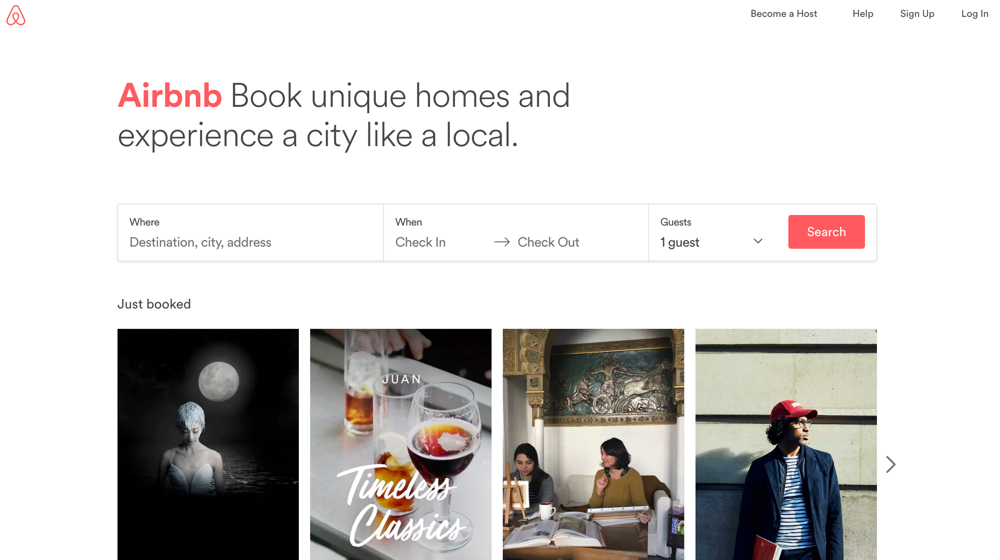 Become a Host Help Sign Up Log In
Airbnb Book unique homes and
experience a city like a local.
Where
Destination, city, address
When
Check In → Check Out
Guests
1 guest
Search
Just booked
JUAN
Timeless
Classics